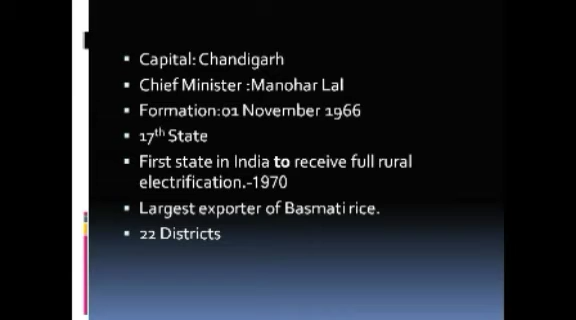 Capital: Chandigarh
Chief Minister :Manohar Lal
Formation:01 November 1966
17th State
First state in India to receive full rural
electrification.-1970
Largest exporter of Basmati rice.
22 Districts